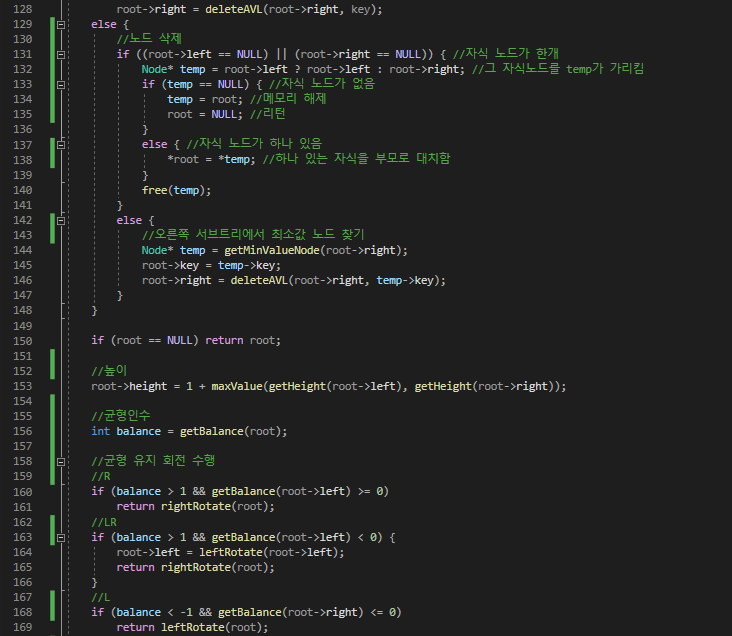 128 root->right = deleteAVL(root->right, key);
129 else {
130 //노드 삭제
131 if ((root->left == NULL) || (root->right == NULL)) { //자식 노드가 한개
132 Node* temp = root->left ? root->left : root->right; //그 자식노드를 temp가 가리킴
133 if (temp == NULL) { //자식 노드가 없음
134 temp = root; //메모리 해제
135 root = NULL; //리턴
136 }
137 else { //자식 노드가 하나 있음
138 *root = *temp; //하나 있는 자식을 부모로 대치함
139 }
140 free(temp);
141 }
142 else {
143 //오른쪽 서브트리에서 최소값 노드 찾기
144 Node* temp = getMinValueNode(root->right);
145 root->key = temp->key;
146 root->right = deleteAVL(root->right, temp->key);
147 }
148 }
149
150 if (root == NULL) return root;
151
152 //높이
153 root->height = 1 + maxValue(getHeight(root->left), getHeight(root->right));
154
155 //균형인수
156 int balance = getBalance(root);
157
158 //균형 유지 회전 수행
159 //R
160 if (balance > 1 && getBalance(root->left) >= 0)
161 return rightRotate(root);
162 //LR
163 if (balance > 1 && getBalance(root->left) < 0) {
164 root->left = leftRotate(root->left);
165 return rightRotate(root);
166 }
167 //L
168 if (balance < -1 && getBalance(root->right) <= 0)
169 return leftRotate(root);